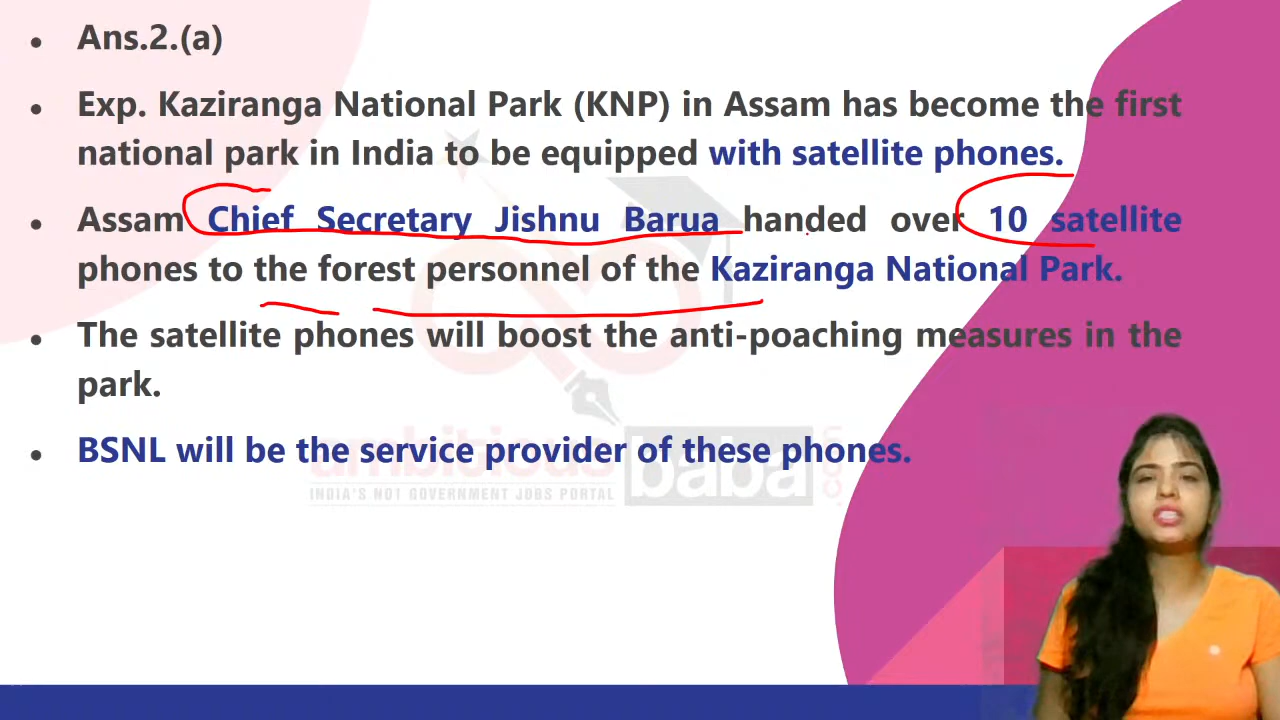 Ans.2.(a)
Exp. Kaziranga National Park (KNP) in Assam has become the first
national park in India to be equipped with satellite phones.
Assam Chief Secretary Jishnu Barua handed over 10 satellite
phones to the forest personnel of the Kaziranga National Park.
The satellite phones will boost the anti-poaching measures in the
park.
BSNL will be the service provider of these phones.
ambitious baba .com
INDIA'S NO1 GOVERNMENT JOBS PORTAL